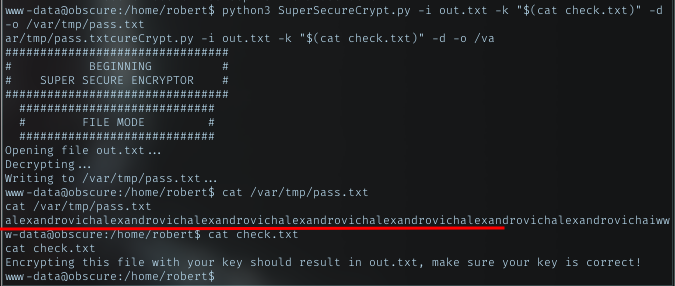 www-data@obscure:/home/robert$ python3 SuperSecureCrypt.py -i out.txt -k "$(cat check.txt)" -d
-o /var/tmp/pass.txt
ar/tmp/pass.txtcureCrypt.py -i out.txt -k "$(cat check.txt)" -d -o /va
################################
#           BEGINNING          #
#    SUPER SECURE ENCRYPTOR    #
################################
############################
#        FILE MODE         #
############################
Opening file out.txt...
Decrypting...
Writing to /var/tmp/pass.txt...
www-data@obscure:/home/robert$ cat /var/tmp/pass.txt
cat /var/tmp/pass.txt
alexandrovichalexandrovichalexandrovichalexandrovichalexandrovichalexandrovichalexandrovichaiww
w-data@obscure:/home/robert$ cat check.txt
cat check.txt
Encrypting this file with your key should result in out.txt, make sure your key is correct!
www-data@obscure:/home/robert$